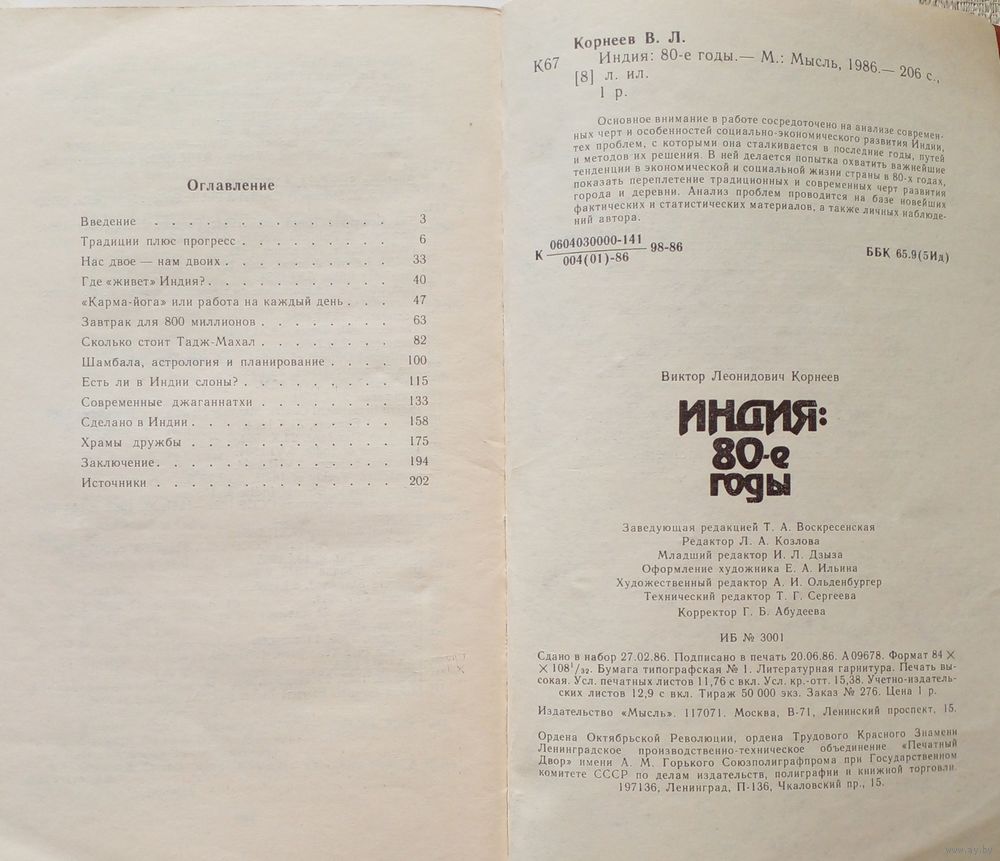 Оглавление
Введение . . . . . . . . . . . . . . 3
Традиции плюс прогресс . . . . . . . . . 6
Нас двое — нам двоих . . . . . . . . . . 33
Где «живет» Индия? . . . . . . . . . . . 40
«Карма-йога» или работа на каждый день . . . 47
Завтрак для 800 миллионов . . . . . . . . 63
Сколько стоит Тадж-Махал . . . . . . . . 82
Шамбала, астрология и планирование . . . . 100
Есть ли в Индии слоны? . . . . . . . . . 115
Современные джаганнатхи . . . . . . . . 133
Сделано в Индии . . . . . . . . . . . . 158
Храмы дружбы . . . . . . . . . . . . 175
Заключение . . . . . . . . . . . . . . 194
Источники . . . . . . . . . . . . . . 202
Корнеев В. Л.
К67 Индия: 80-е годы.— М.: Мысль, 1986.— 206 с.,
[8] л. ил.
1 р.
Основное внимание в работе сосредоточено на анализе современ-
ных черт и особенностей социально-экономического развития Индии,
тех проблем, с которыми она сталкивается в последние годы, путей
и методов их решения. В ней делается попытка охватить важнейшие
тенденции в экономической и социальной жизни страны в 80-х годах,
показать переплетение традиционных и современных черт развития
города и деревни. Анализ проблем проводится на базе новейших
фактических и статистических материалов, а также личных наблюде-
ний автора.
К 0604030000-141 98-86
004(01)-86
ББК 65.9(5Ид)
Виктор Леонидович Корнеев
ИНДИЯ:
80-е
годы
Заведующая редакцией Т. А. Воскресенская
Редактор Л. А. Козлова
Младший редактор И. Л. Дзыза
Оформление художника Е. А. Ильина
Художественный редактор А. И. Ольденбургер
Технический редактор Т. Г. Сергеева
Корректор Г. Б. Абудеева
ИБ № 3001
Сдано в набор 27.02.86. Подписано в печать 20.06.86. А09678. Формат 84 ×
× 108¹/₃₂. Бумага типографская № 1. Литературная гарнитура. Печать вы-
сокая. Усл. печатных листов 11,76 с вкл. Усл. кр.-отт. 15,38. Учетно-издатель-
ских листов 12,9 с вкл. Тираж 50 000 экз. Заказ № 276. Цена 1 р.
Издательство «Мысль». 117071. Москва, В-71, Ленинский проспект, 15.
Ордена Октябрьской Революции, ордена Трудового Красного Знамени
Ленинградское производственно-техническое объединение «Печатный
Двор» имени А. М. Горького Союзполиграфпрома при Государственном
комитете СССР по делам издательств, полиграфии и книжной торговли.
197136, Ленинград, П-136, Чкаловский пр., 15.
www.ay.by